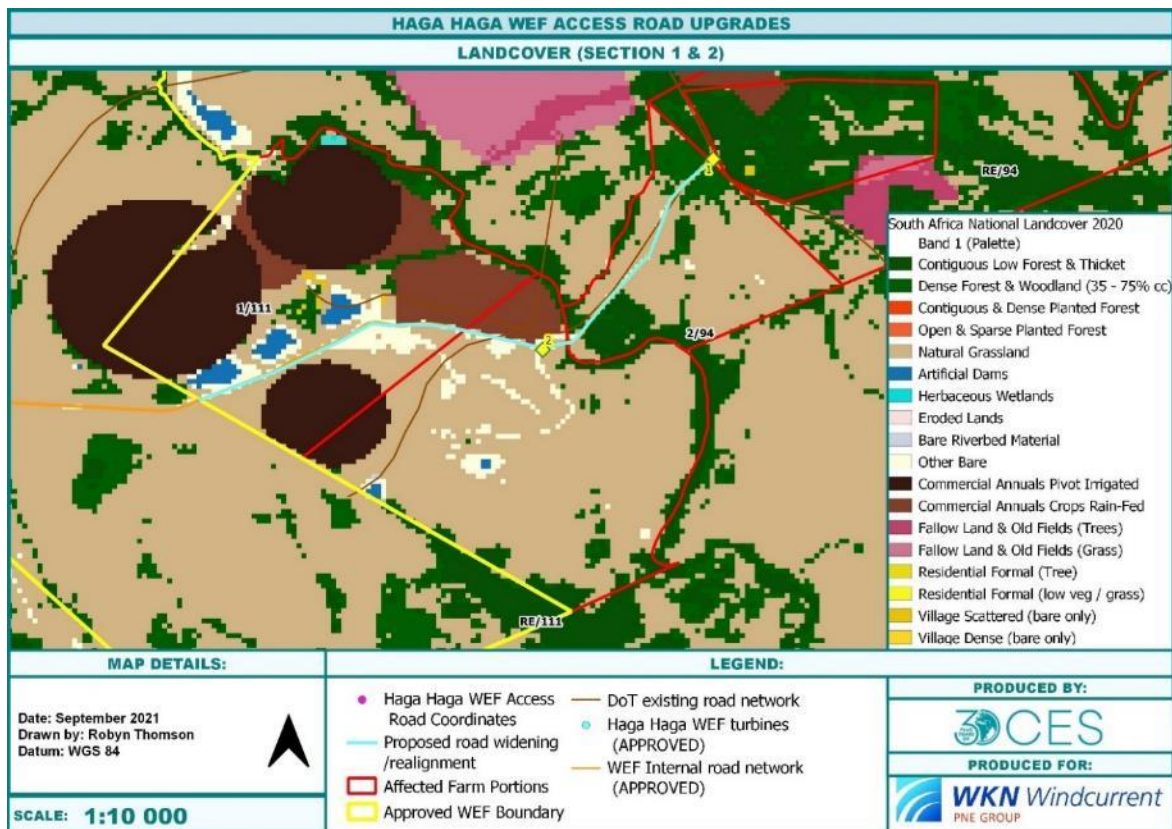 HAGA HAGA WEF ACCESS ROAD UPGRADES
LANDCOVER (SECTION 1 & 2)
1
RE/94
2/94
2
1/111
RE/111
South Africa National Landcover 2020
Band 1 (Palette)
Contiguous Low Forest & Thicket
Dense Forest & Woodland (35 - 75% cc)
Contiguous & Dense Planted Forest
Open & Sparse Planted Forest
Natural Grassland
Artificial Dams
Herbaceous Wetlands
Eroded Lands
Bare Riverbed Material
Other Bare
Commercial Annuals Pivot Irrigated
Commercial Annuals Crops Rain-Fed
Fallow Land & Old Fields (Trees)
Fallow Land & Old Fields (Grass)
Residential Formal (Tree)
Residential Formal (low veg / grass)
Village Scattered (bare only)
Village Dense (bare only)
MAP DETAILS:
Date: September 2021
Drawn by: Robyn Thomson
Datum: WGS 84
SCALE: 1:10 000
LEGEND:
Haga Haga WEF Access
Road Coordinates
Proposed road widening
/realignment
Affected Farm Portions
Approved WEF Boundary
DoT existing road network
Haga Haga WEF turbines
(APPROVED)
WEF Internal road network
(APPROVED)
PRODUCED BY:
30 CES
PRODUCED FOR:
WKN Windcurrent
PNE GROUP